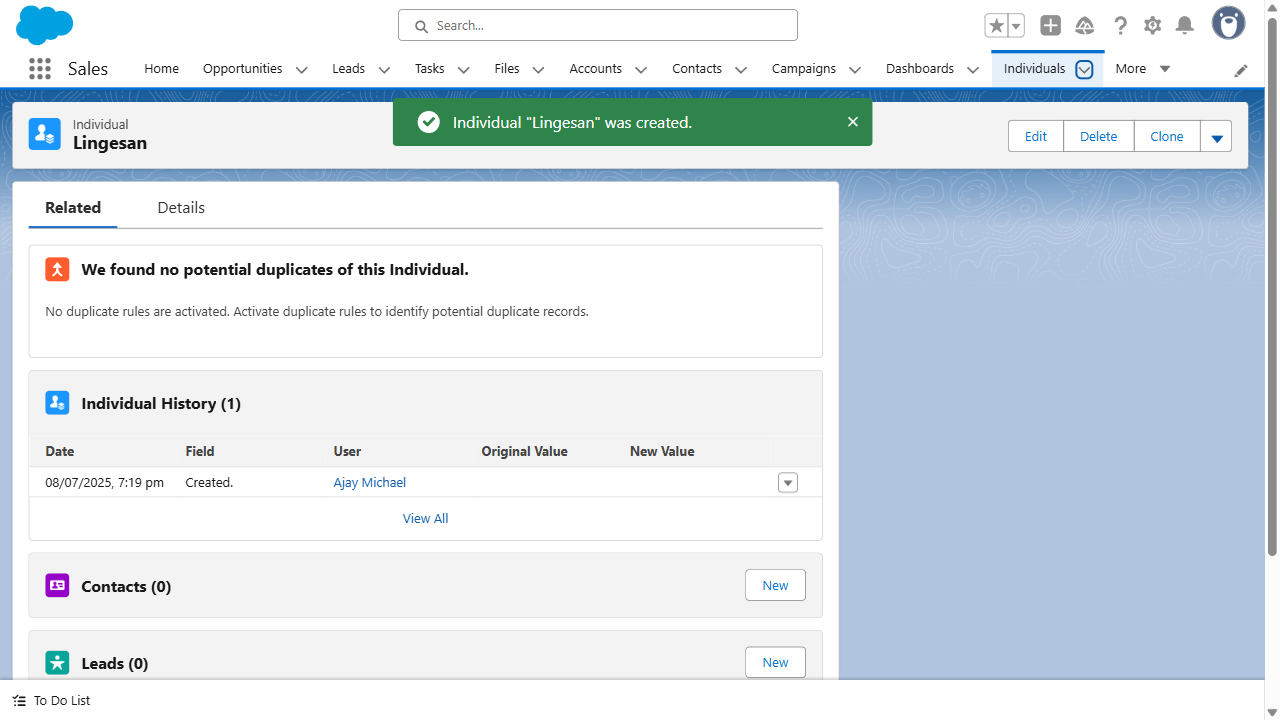 Search...
Sales
Home
Opportunities
Leads
Tasks
Files
Accounts
Contacts
Campaigns
Dashboards
Individuals
More
Individual
Lingesan
Individual "Lingesan" was created.
Edit
Delete
Clone
Related
Details
We found no potential duplicates of this Individual.
No duplicate rules are activated. Activate duplicate rules to identify potential duplicate records.
Individual History (1)
Date Field User Original Value New Value
08/07/2025, 7:19 pm Created. Ajay Michael
View All
Contacts (0)
New
Leads (0)
New
To Do List